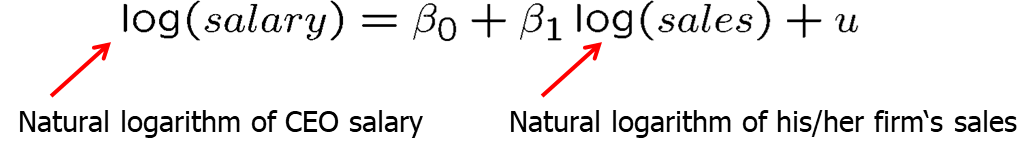 log(salary) = β₀ + β₁ log(sales) + u
Natural logarithm of CEO salary
Natural logarithm of his/her firm‘s sales